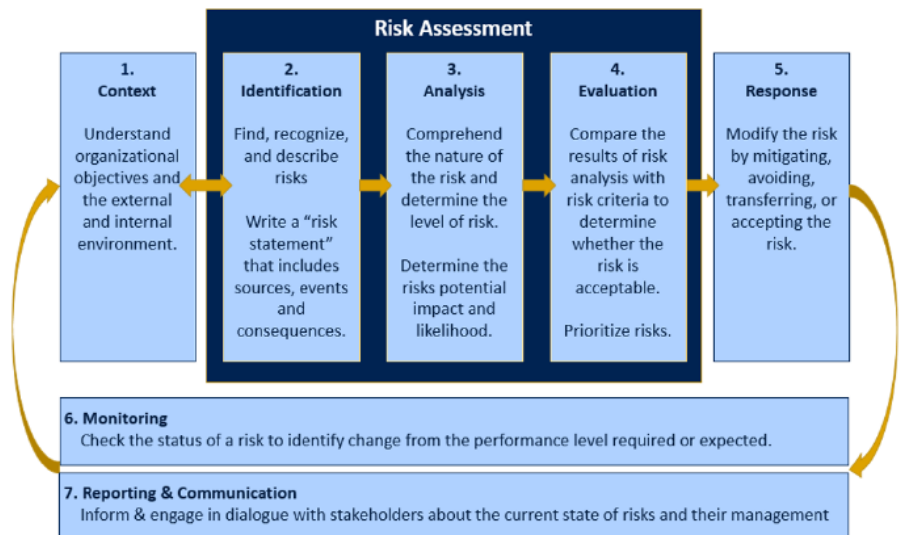 Risk Assessment
1.
Context
Understand
organizational
objectives and
the external
and internal
environment.
2.
Identification
Find, recognize,
and describe
risks
Write a “risk
statement”
that includes
sources, events
and
consequences.
3.
Analysis
Comprehend
the nature of
the risk and
determine the
level of risk.
Determine the
risks potential
impact and
likelihood.
4.
Evaluation
Compare the
results of risk
analysis with
risk criteria to
determine
whether the
risk is
acceptable.
Prioritize risks.
5.
Response
Modify the risk
by mitigating,
avoiding,
transferring, or
accepting the
risk.
6. Monitoring
Check the status of a risk to identify change from the performance level required or expected.
7. Reporting & Communication
Inform & engage in dialogue with stakeholders about the current state of risks and their management